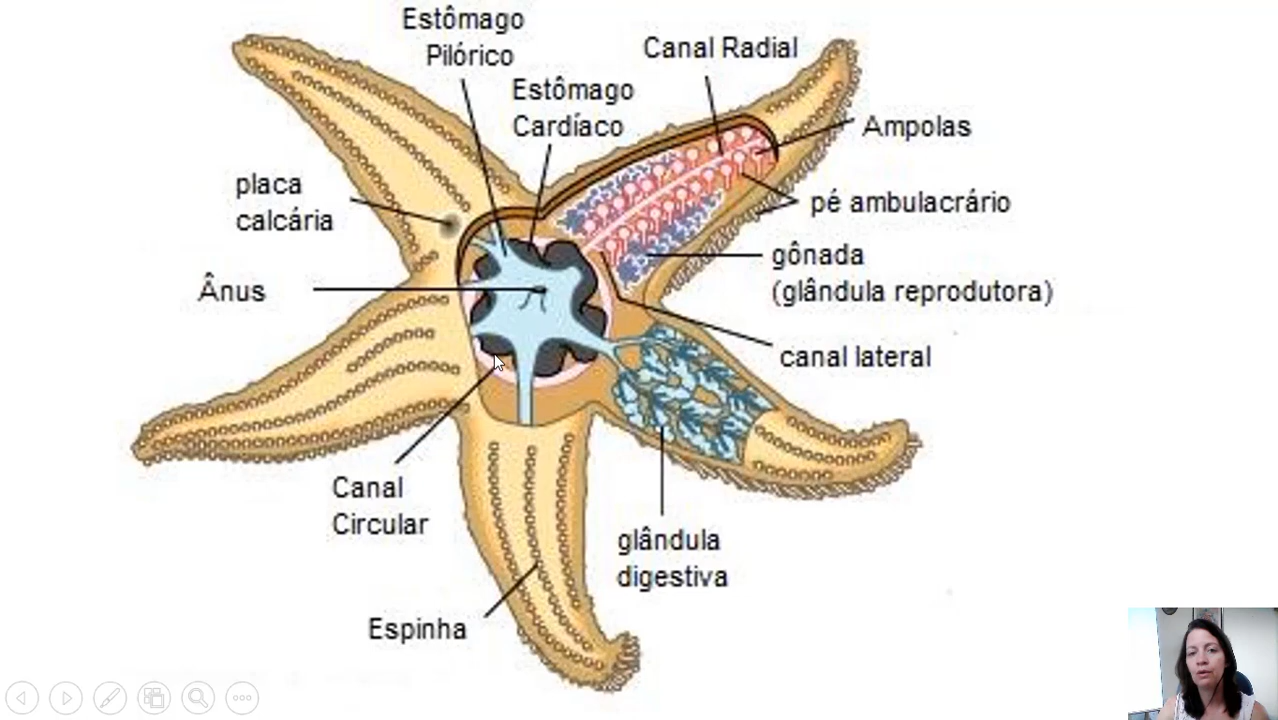 Estômago
Pilórico
Canal Radial
Estômago
Cardíaco
Ampolas
placa
calcária
pé ambulacrário
gônada
(glândula reprodutora)
Ânus
canal lateral
Canal
Circular
glândula
digestiva
Espinha